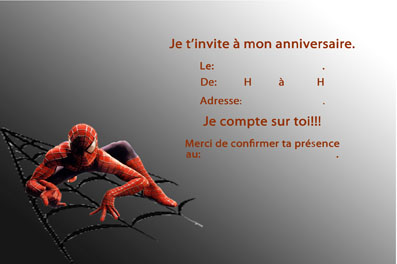 Je t'invite à mon anniversaire.
Le: .
De: H à H
Adresse: .
Je compte sur toi!!!
Merci de confirmer ta présence
au: .